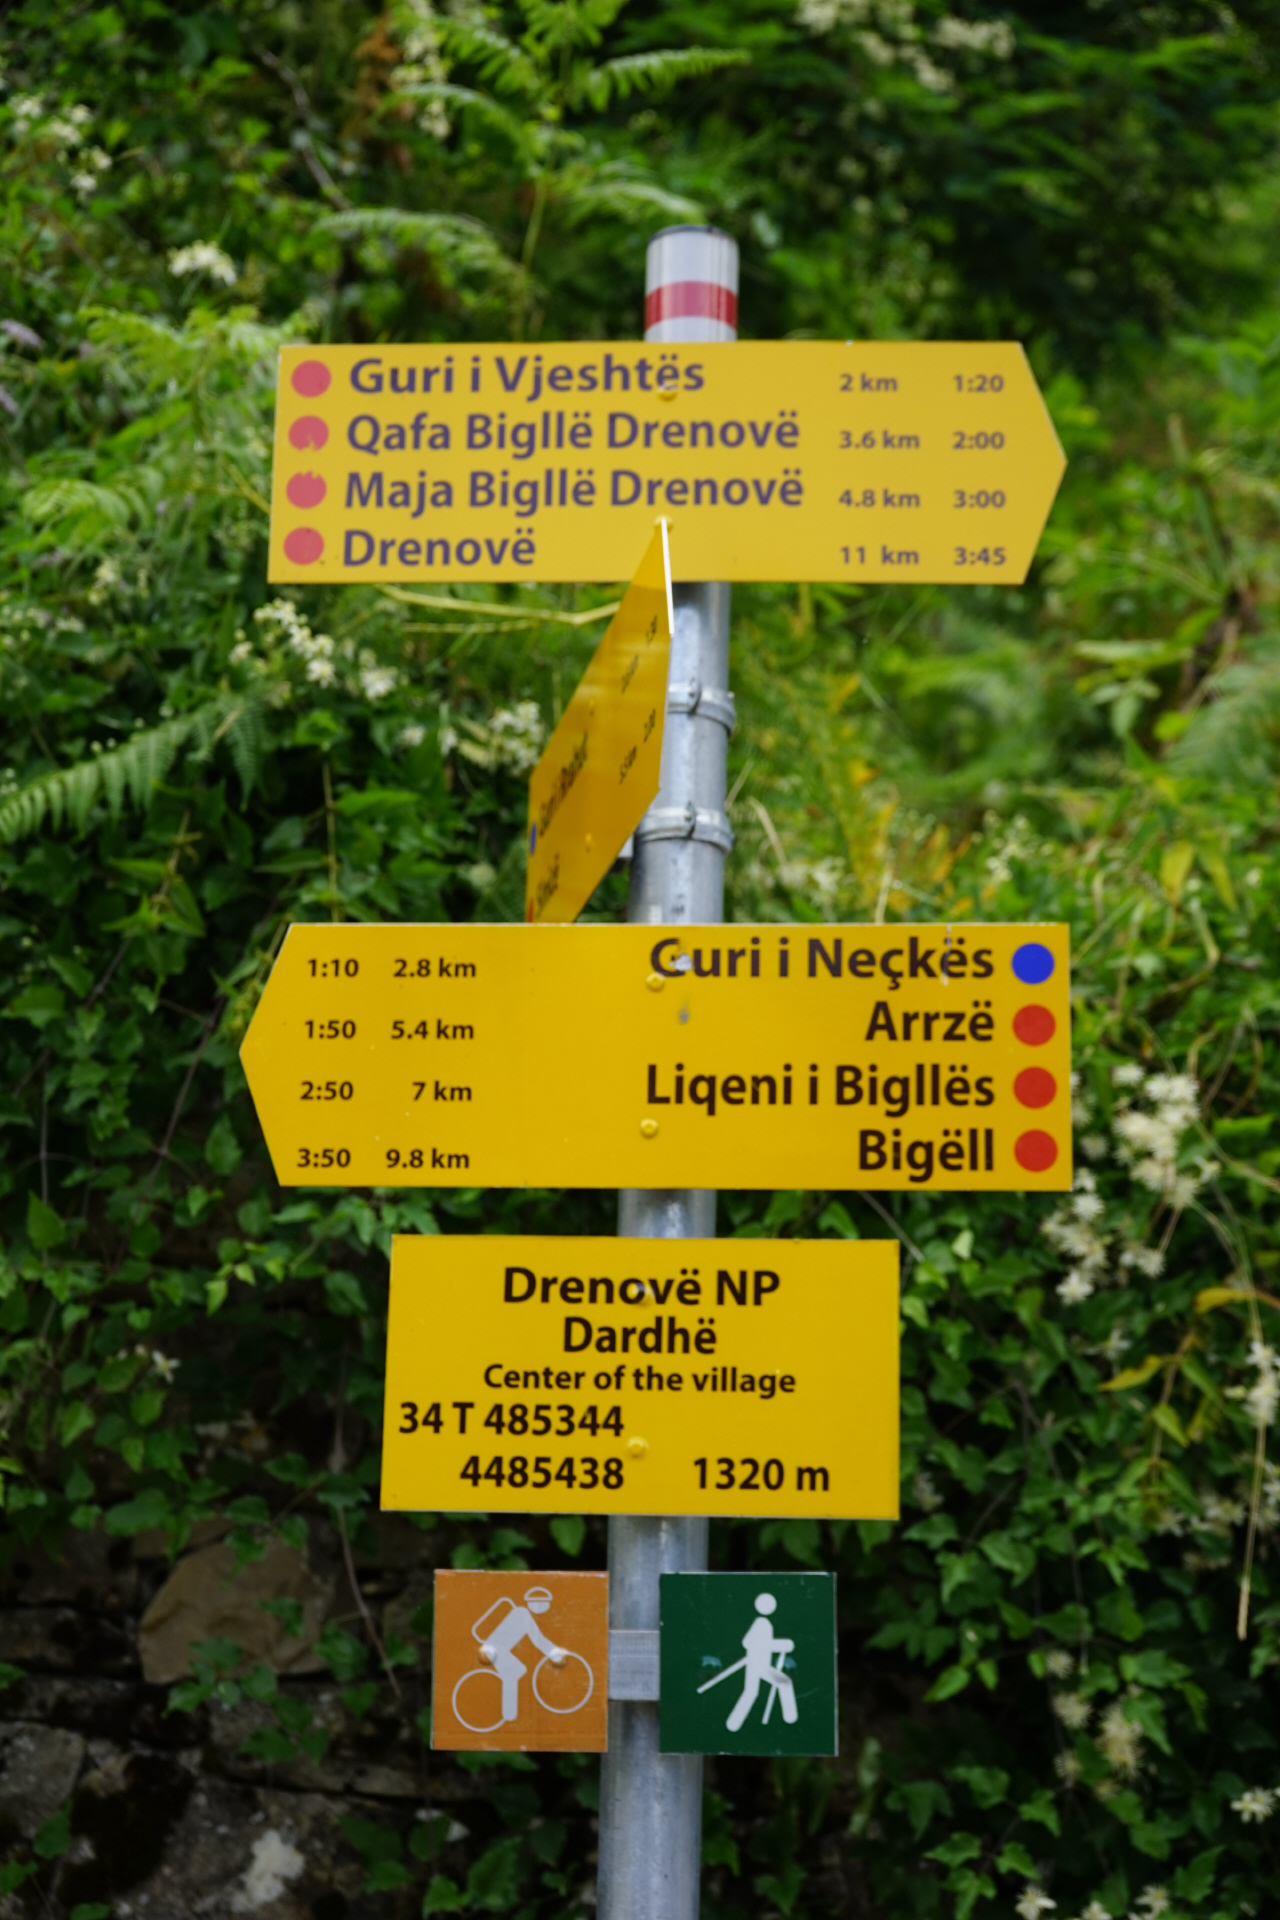 Guri i Vjeshtës 2 km 1:20
Qafa Bigllë Drenovë 3.6 km 2:00
Maja Bigllë Drenovë 4.8 km 3:00
Drenovë 11 km 3:45
1:10 2.8 km Guri i Neçkës
1:50 5.4 km Arrzë
2:50 7 km Liqeni i Bigllës
3:50 9.8 km Bigëll
Drenovë NP
Dardhë
Center of the village
34 T 485344
4485438 1320 m